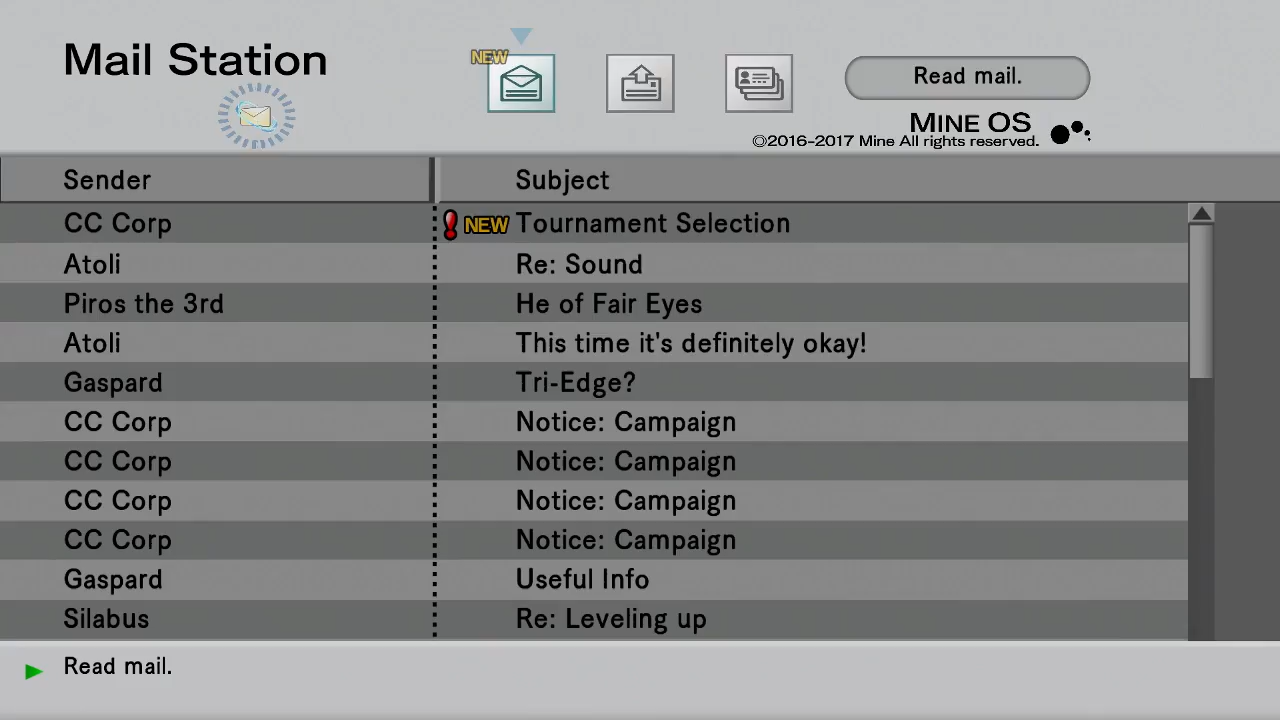 Mail Station
NEW
Read mail.
MINE OS
©2016-2017 Mine All rights reserved.
Sender Subject
CC Corp NEW Tournament Selection
Atoli Re: Sound
Piros the 3rd He of Fair Eyes
Atoli This time it's definitely okay!
Gaspard Tri-Edge?
CC Corp Notice: Campaign
CC Corp Notice: Campaign
CC Corp Notice: Campaign
CC Corp Notice: Campaign
Gaspard Useful Info
Silabus Re: Leveling up
Read mail.